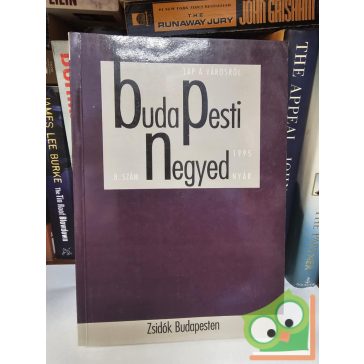 THE
RUNAWAY JURY
JOHN GRISHAM
LAP A VÁROSRÓL
budapesti
negyed
8. SZÁM
1995
NYÁR
Zsidók Budapesten
JAMES LEE BURKE
The Tin Roof Blowdown
THE APPEAL